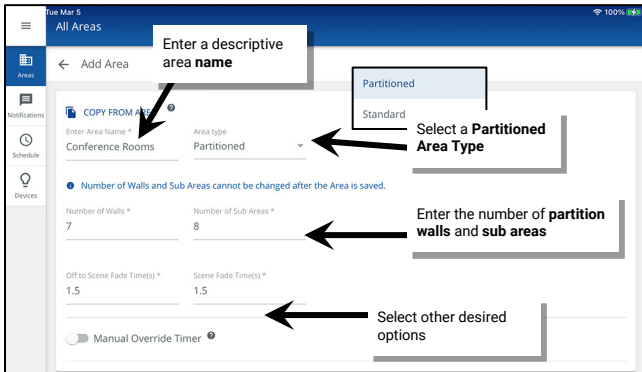 Tue Mar 5
100%
All Areas
Enter a descriptive
area name
Add Area
Areas
Partitioned
Standard
Notifications
COPY FROM ARE
Select a Partitioned
Area Type
Enter Area Name *
Area type
Conference Rooms
Partitioned
Schedule
Number of Walls and Sub Areas cannot be changed after the Area is saved.
Devices
Number of Walls *
Number of Sub Areas *
7
8
Enter the number of partition
walls and sub areas
Off to Scene Fade Time(s) *
Scene Fade Time(s) *
1.5
1.5
Select other desired
options
Manual Override Timer